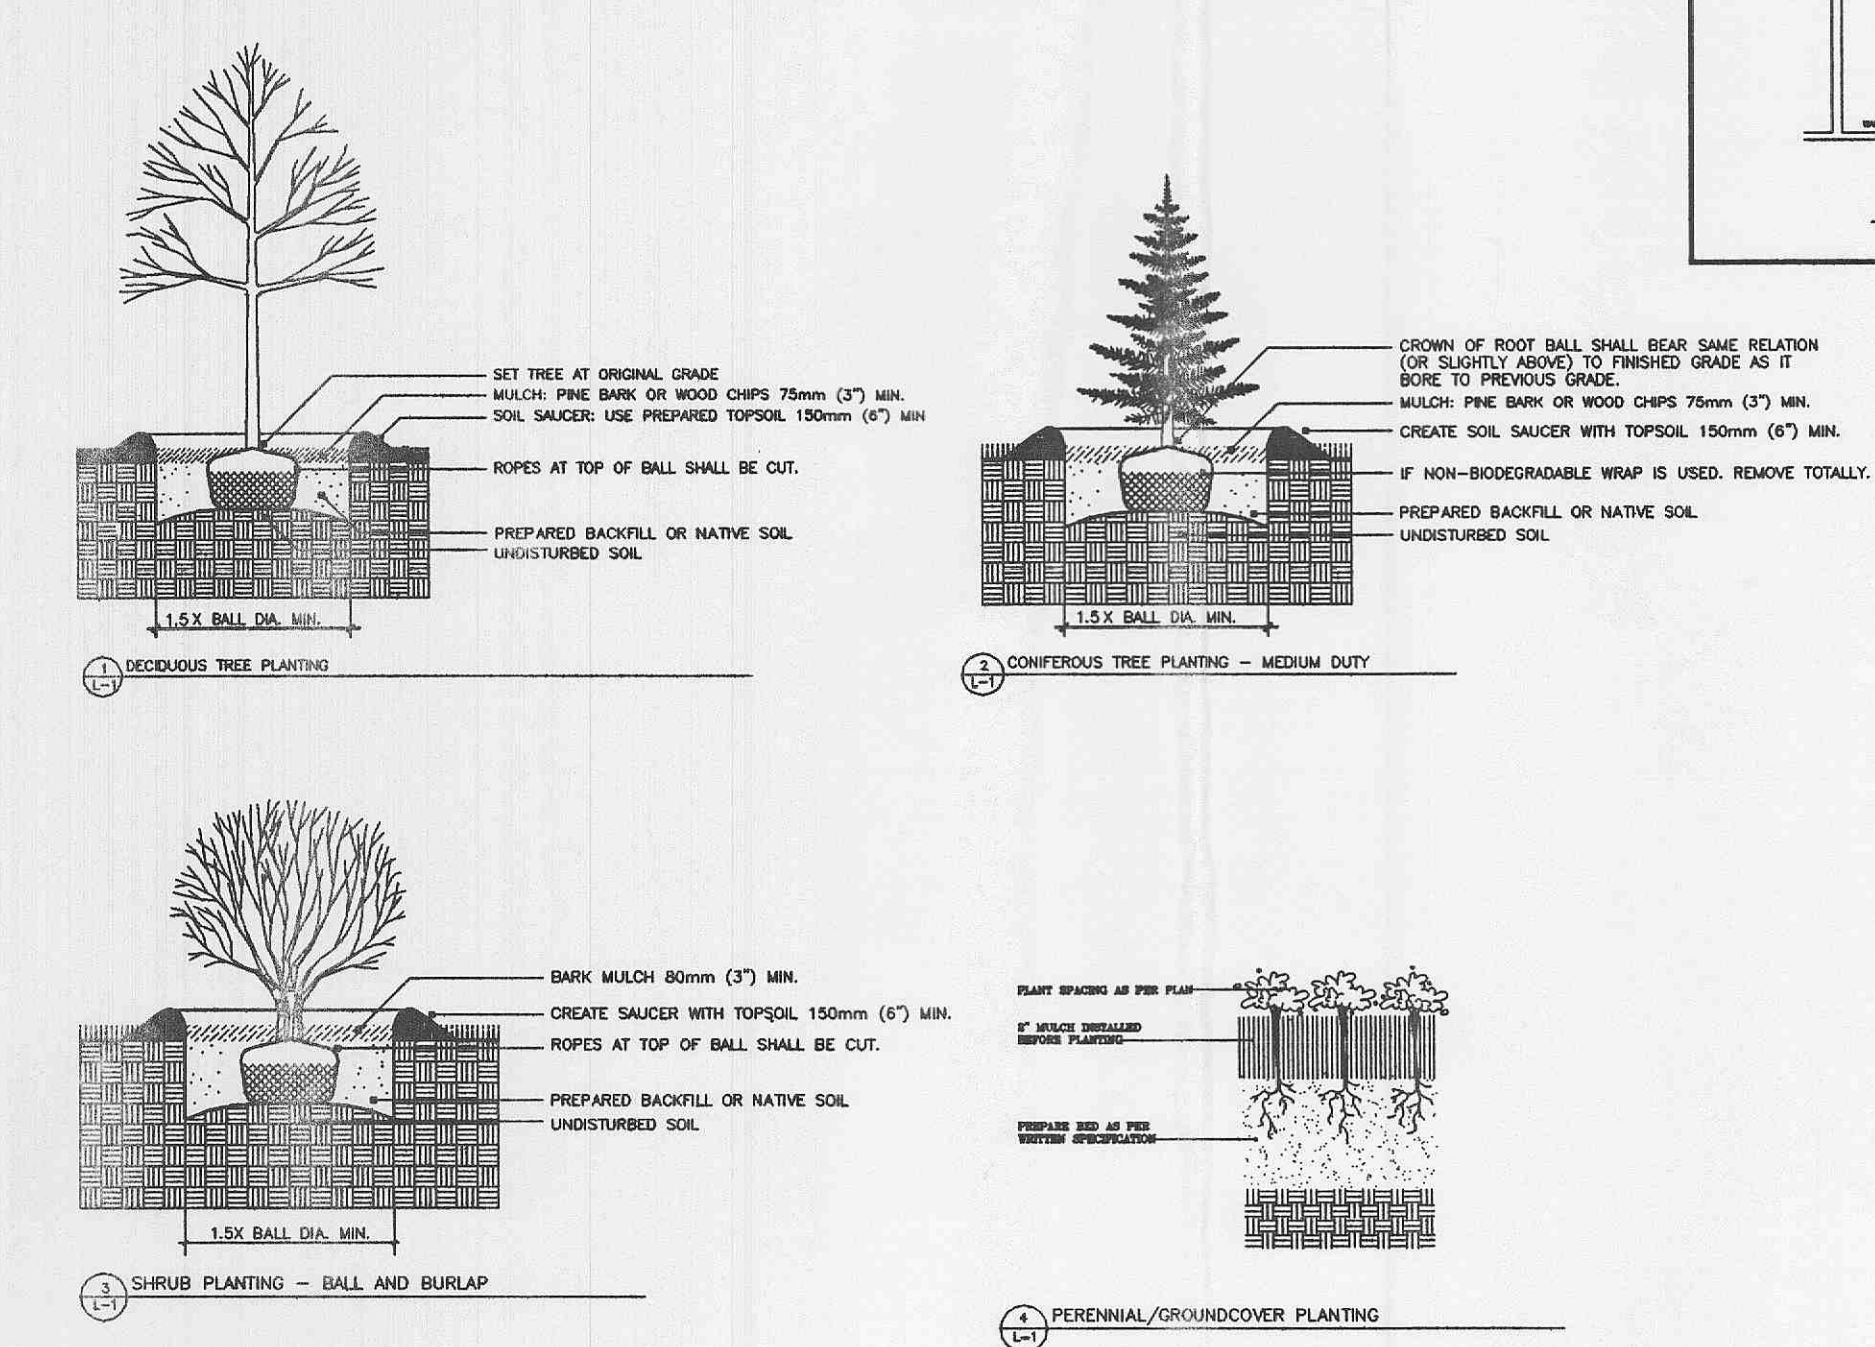 SET TREE AT ORIGINAL GRADE
MULCH: PINE BARK OR WOOD CHIPS 75mm (3") MIN.
SOIL SAUCER: USE PREPARED TOPSOIL 150mm (6") MIN
ROPES AT TOP OF BALL SHALL BE CUT.
PREPARED BACKFILL OR NATIVE SOIL
UNDISTURBED SOIL
1.5X BALL DIA. MIN.
1
L-1
DECIDUOUS TREE PLANTING
CROWN OF ROOT BALL SHALL BEAR SAME RELATION
(OR SLIGHTLY ABOVE) TO FINISHED GRADE AS IT
BORE TO PREVIOUS GRADE.
MULCH: PINE BARK OR WOOD CHIPS 75mm (3") MIN.
CREATE SOIL SAUCER WITH TOPSOIL 150mm (6") MIN.
IF NON-BIODEGRADABLE WRAP IS USED. REMOVE TOTALLY.
PREPARED BACKFILL OR NATIVE SOIL
UNDISTURBED SOIL
1.5X BALL DIA. MIN.
2
L-1
CONIFEROUS TREE PLANTING – MEDIUM DUTY
BARK MULCH 80mm (3") MIN.
CREATE SAUCER WITH TOPSOIL 150mm (6") MIN.
ROPES AT TOP OF BALL SHALL BE CUT.
PREPARED BACKFILL OR NATIVE SOIL
UNDISTURBED SOIL
1.5X BALL DIA. MIN.
3
L-1
SHRUB PLANTING – BALL AND BURLAP
PLANT SPACING AS PER PLAN
2" MULCH INSTALLED
BEFORE PLANTING
PREPARE BED AS PER
WRITTEN SPECIFICATION
4
L-1
PERENNIAL/GROUNDCOVER PLANTING